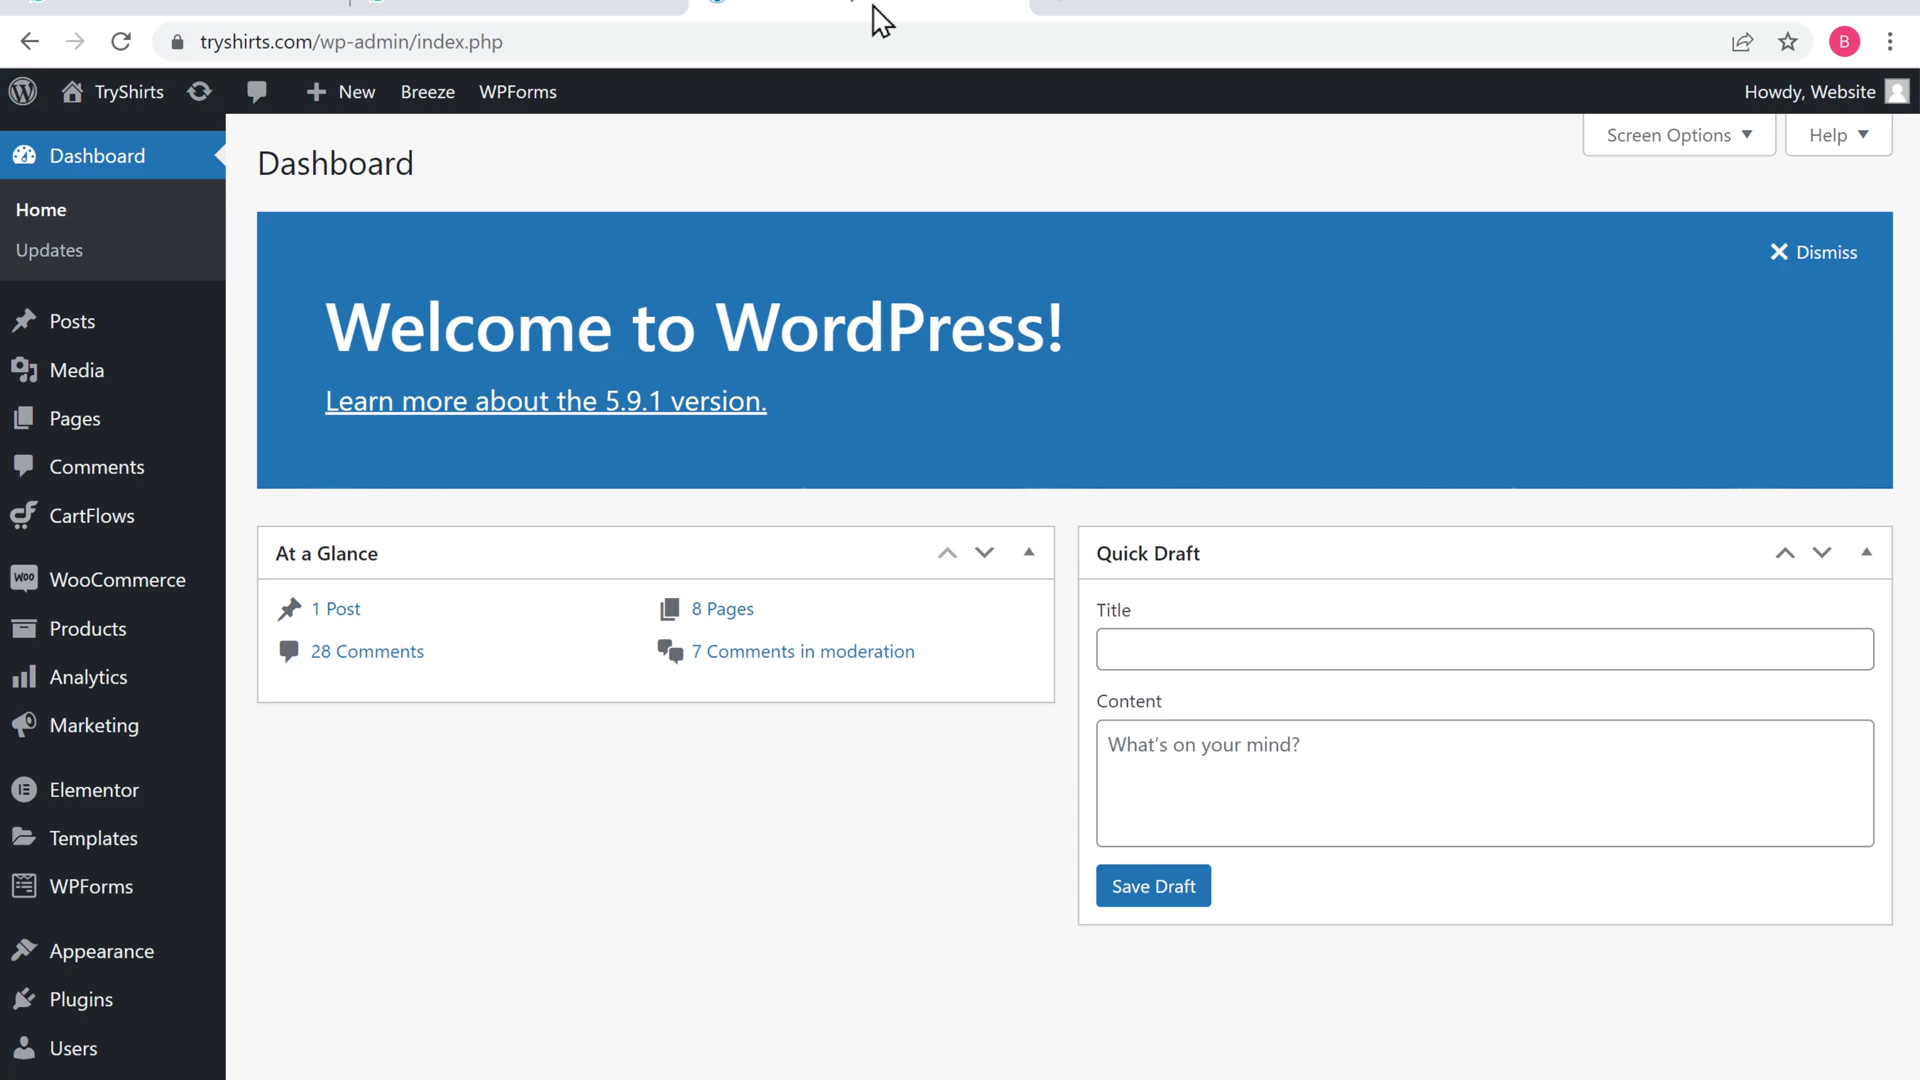 tryshirts.com/wp-admin/index.php
B
TryShirts
New
Breeze
WPForms
Howdy, Website
Dashboard
Home
Updates
Posts
Media
Pages
Comments
CartFlows
WOO
WooCommerce
Products
Analytics
Marketing
Elementor
Templates
WPForms
Appearance
Plugins
Users
Screen Options
Help
Dashboard
Dismiss
Welcome to WordPress!
Learn more about the 5.9.1 version.
At a Glance
1 Post
8 Pages
28 Comments
7 Comments in moderation
Quick Draft
Title
Content
What's on your mind?
Save Draft